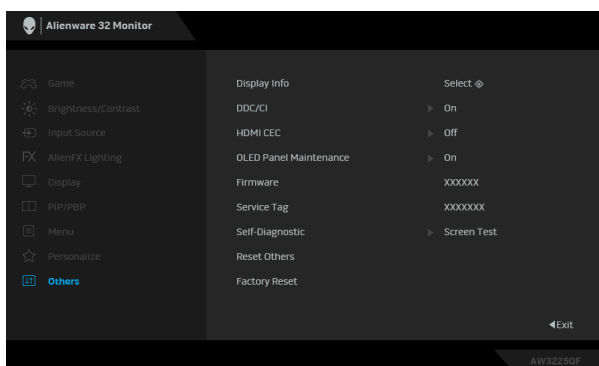 Alienware 32 Monitor
Game
Brightness/Contrast
Input Source
AlienFX Lighting
Display
PIP/PBP
Menu
Personalize
Others
Display Info Select
DDC/CI On
HDMI CEC Off
OLED Panel Maintenance On
Firmware XXXXXX
Service Tag XXXXXXX
Self-Diagnostic Screen Test
Reset Others
Factory Reset
Exit
AW3225QF